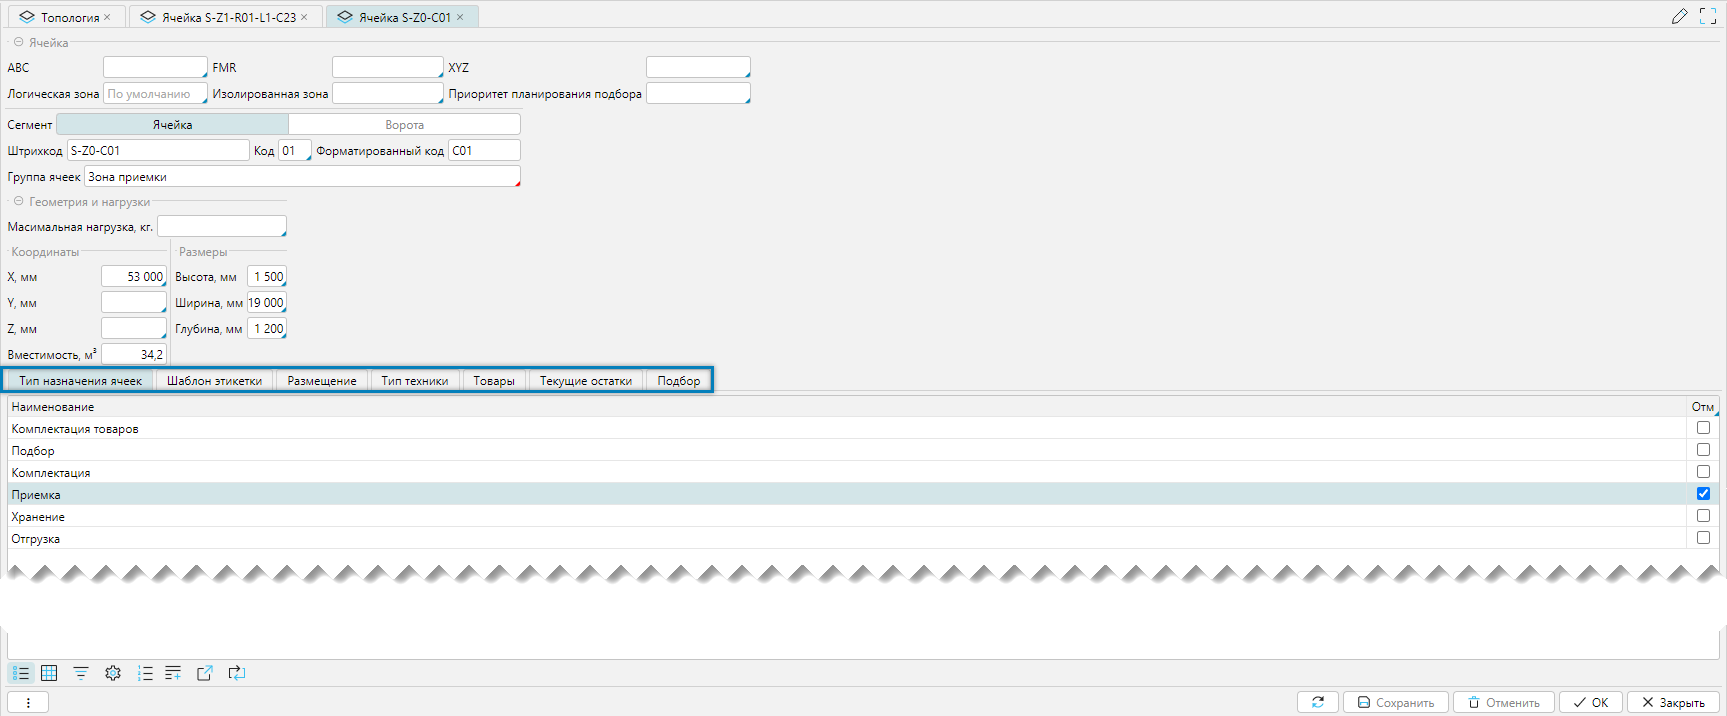 Топология × Ячейка S-Z1-R01-L1-C23 × Ячейка S-Z0-C01 ×
Ячейка
ABC FMR XYZ
Логическая зона По умолчанию Изолированная зона Приоритет планирования подбора
Сегмент Ячейка Ворота
Штрихкод S-Z0-C01 Код 01 Форматированный код C01
Группа ячеек Зона приемки
Геометрия и нагрузки
Масимальная нагрузка, кг.
Координаты Размеры
X, мм 53 000 Высота, мм 1 500
Y, мм Ширина, мм 19 000
Z, мм Глубина, мм 1 200
Вместимость, м³ 34,2
Тип назначения ячеек Шаблон этикетки Размещение Тип техники Товары Текущие остатки Подбор
Наименование Отм
Комплектация товаров
Подбор
Комплектация
Приемка
Хранение
Отгрузка
Сохранить Отменить ОК Закрыть